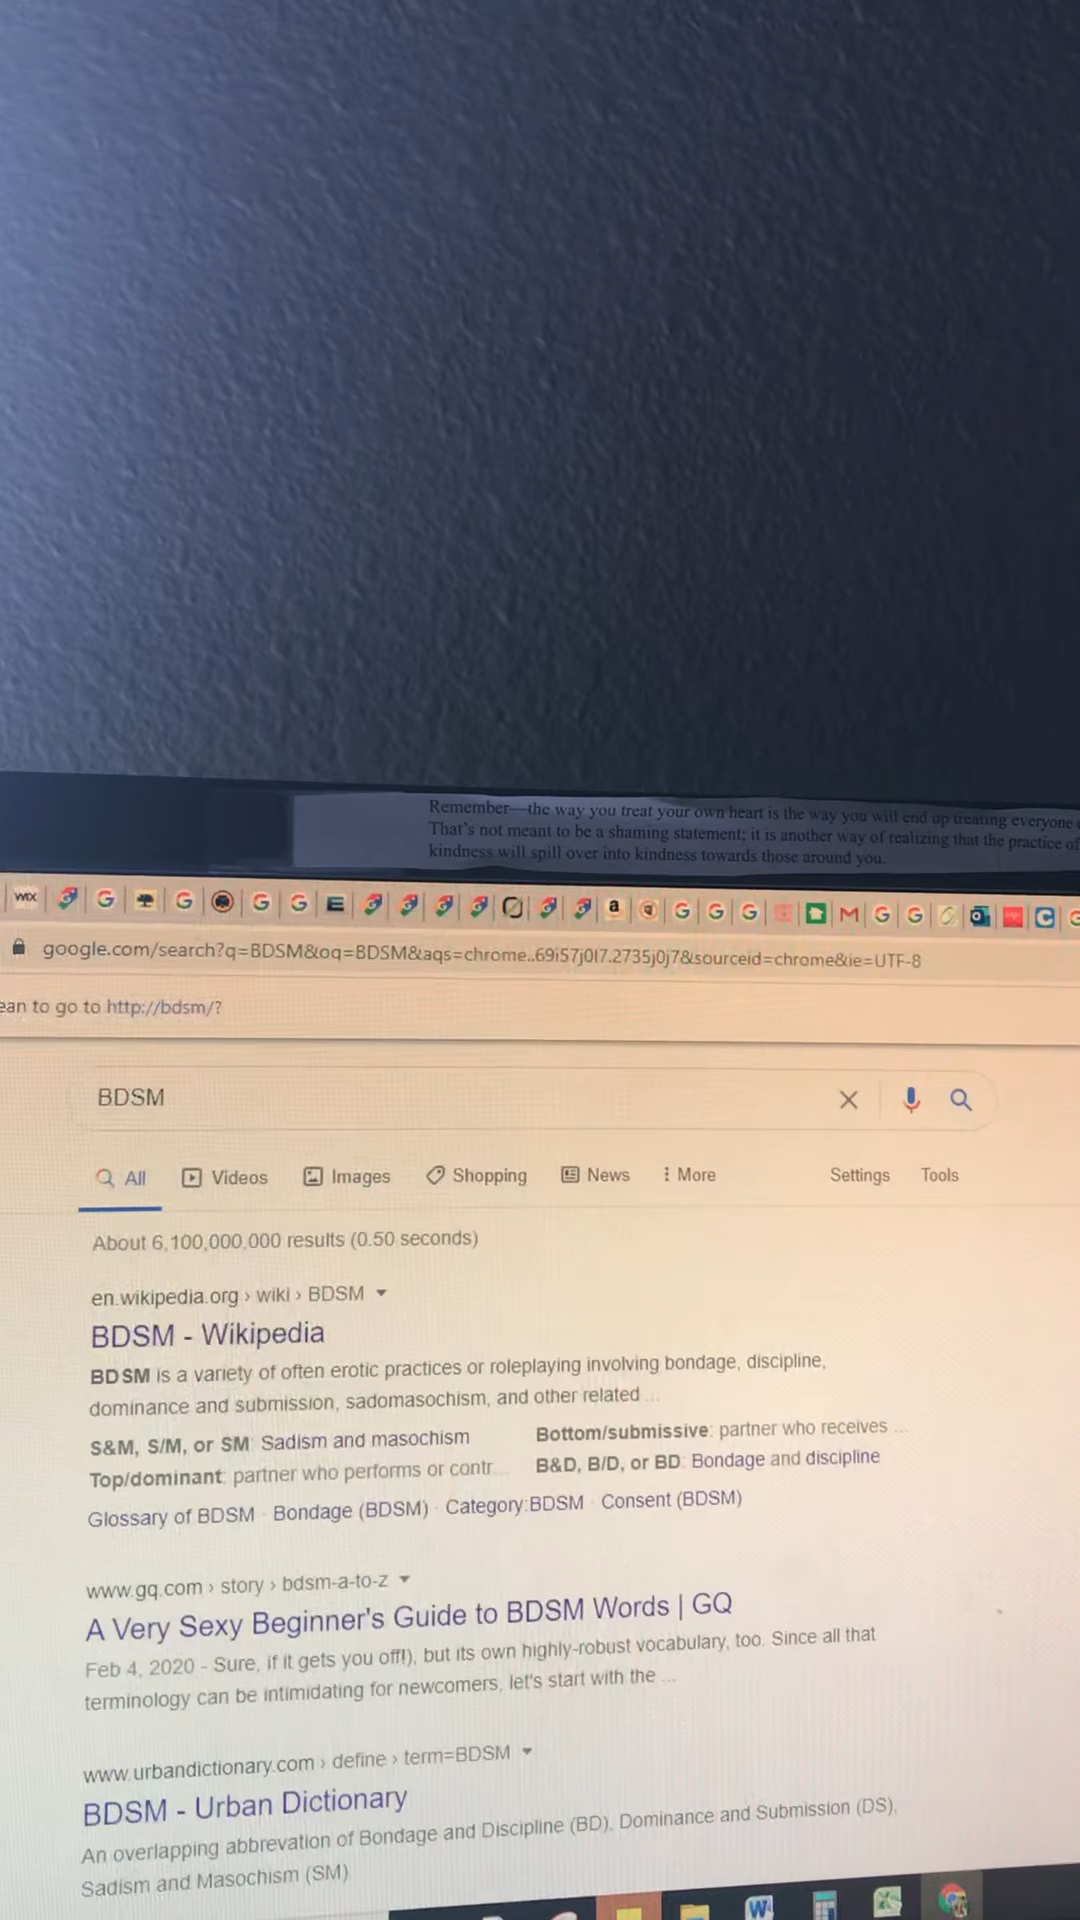 Remember—the way you treat your own heart is the way you will end up treating everyone
That's not meant to be a shaming statement; it is another way of realizing that the practice of
kindness will spill over into kindness towards those around you.
WIX
google.com/search?q=BDSM&oq=BDSM&aqs=chrome..69i57j0l7.2735j0j7&sourceid=chrome&ie=UTF-8
ean to go to http://bdsm/?
BDSM
All Videos Images Shopping News More Settings Tools
About 6,100,000,000 results (0.50 seconds)
en.wikipedia.org › wiki › BDSM
BDSM - Wikipedia
BDSM is a variety of often erotic practices or roleplaying involving bondage, discipline,
dominance and submission, sadomasochism, and other related ...
S&M, S/M, or SM: Sadism and masochism Bottom/submissive: partner who receives ...
Top/dominant: partner who performs or contr... B&D, B/D, or BD: Bondage and discipline
Glossary of BDSM · Bondage (BDSM) · Category:BDSM · Consent (BDSM)
www.gq.com › story › bdsm-a-to-z
A Very Sexy Beginner's Guide to BDSM Words | GQ
Feb 4, 2020 - Sure, if it gets you off!), but its own highly-robust vocabulary, too. Since all that
terminology can be intimidating for newcomers, let's start with the ...
www.urbandictionary.com › define › term=BDSM
BDSM - Urban Dictionary
An overlapping abbrevation of Bondage and Discipline (BD), Dominance and Submission (DS),
Sadism and Masochism (SM)